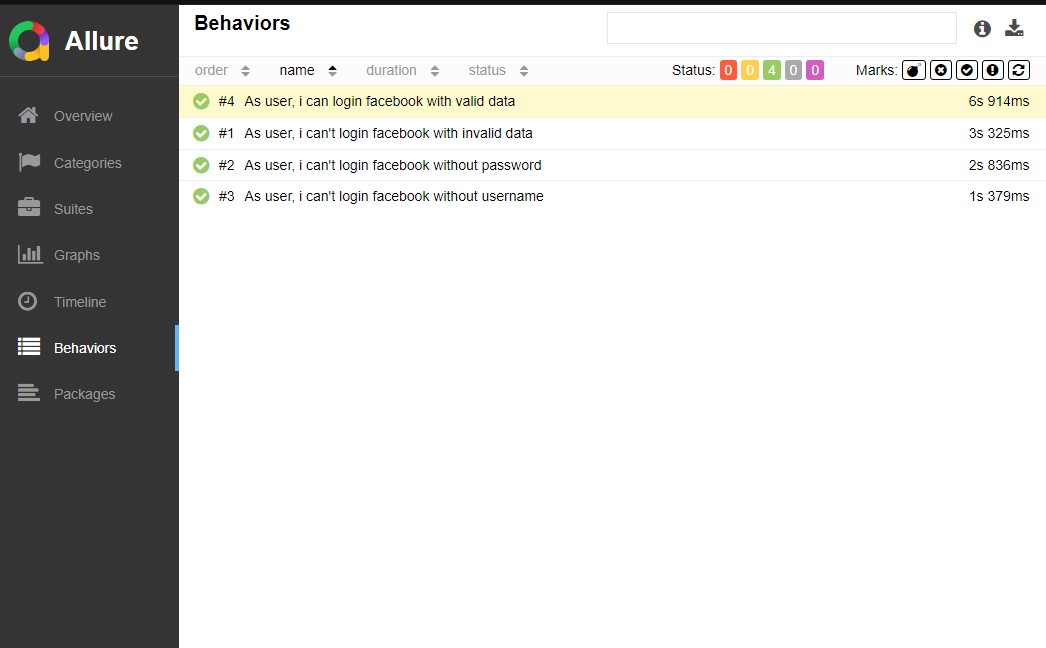 Allure
Overview
Categories
Suites
Graphs
Timeline
Behaviors
Packages
Behaviors
order name duration status Status: 0 0 4 0 0 Marks:
#4 As user, i can login facebook with valid data 6s 914ms
#1 As user, i can't login facebook with invalid data 3s 325ms
#2 As user, i can't login facebook without password 2s 836ms
#3 As user, i can't login facebook without username 1s 379ms